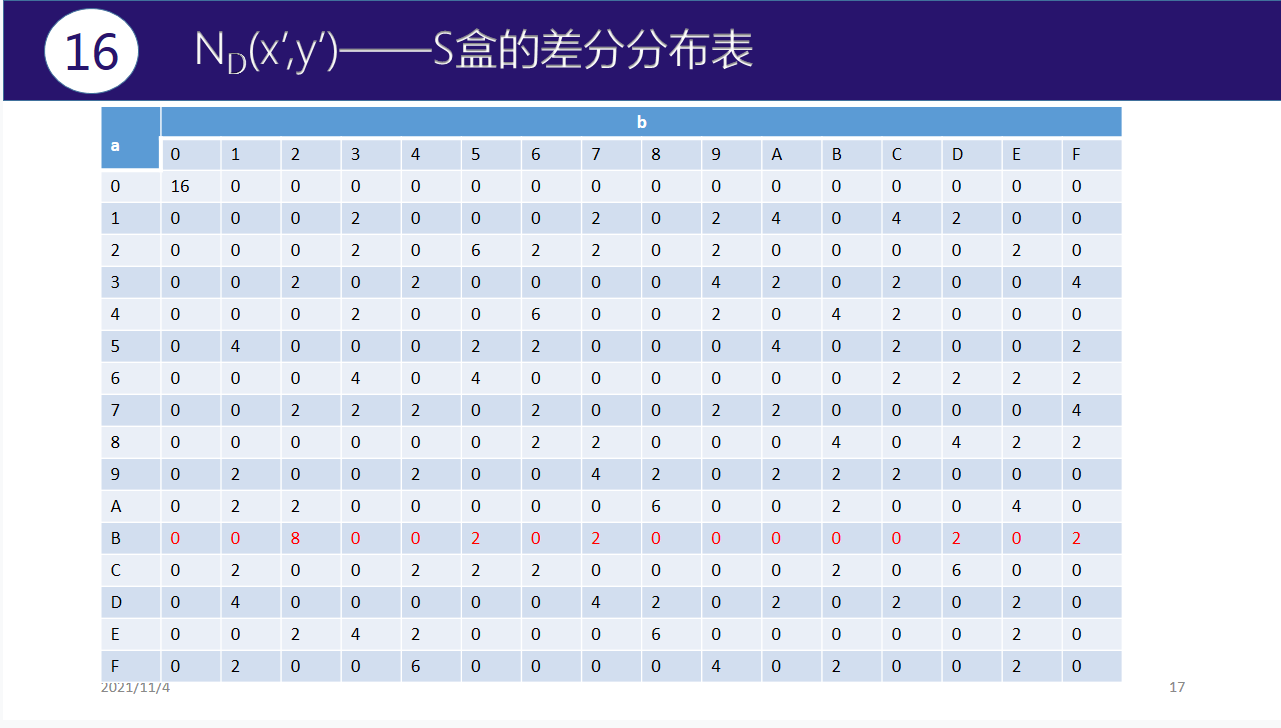 16
N_D(x′,y′)——S盒的差分分布表
a b
0 1 2 3 4 5 6 7 8 9 A B C D E F
0 16 0 0 0 0 0 0 0 0 0 0 0 0 0 0 0
1 0 0 0 2 0 0 0 2 0 2 4 0 4 2 0 0
2 0 0 0 2 0 6 2 2 0 2 0 0 0 0 2 0
3 0 0 2 0 2 0 0 0 0 4 2 0 2 0 0 4
4 0 0 0 2 0 0 6 0 0 2 0 4 2 0 0 0
5 0 4 0 0 0 2 2 0 0 0 4 0 2 0 0 2
6 0 0 0 4 0 4 0 0 0 0 0 0 2 2 2 2
7 0 0 2 2 2 0 2 0 0 2 2 0 0 0 0 4
8 0 0 0 0 0 0 2 2 0 0 0 4 0 4 2 2
9 0 2 0 0 2 0 0 4 2 0 2 2 2 0 0 0
A 0 2 2 0 0 0 0 0 6 0 0 2 0 0 4 0
B 0 0 8 0 0 2 0 2 0 0 0 0 0 2 0 2
C 0 2 0 0 2 2 2 0 0 0 0 2 0 6 0 0
D 0 4 0 0 0 0 0 4 2 0 2 0 2 0 2 0
E 0 0 2 4 2 0 0 0 6 0 0 0 0 0 2 0
F 0 2 0 0 6 0 0 0 0 4 0 2 0 0 2 0
2021/11/4
17